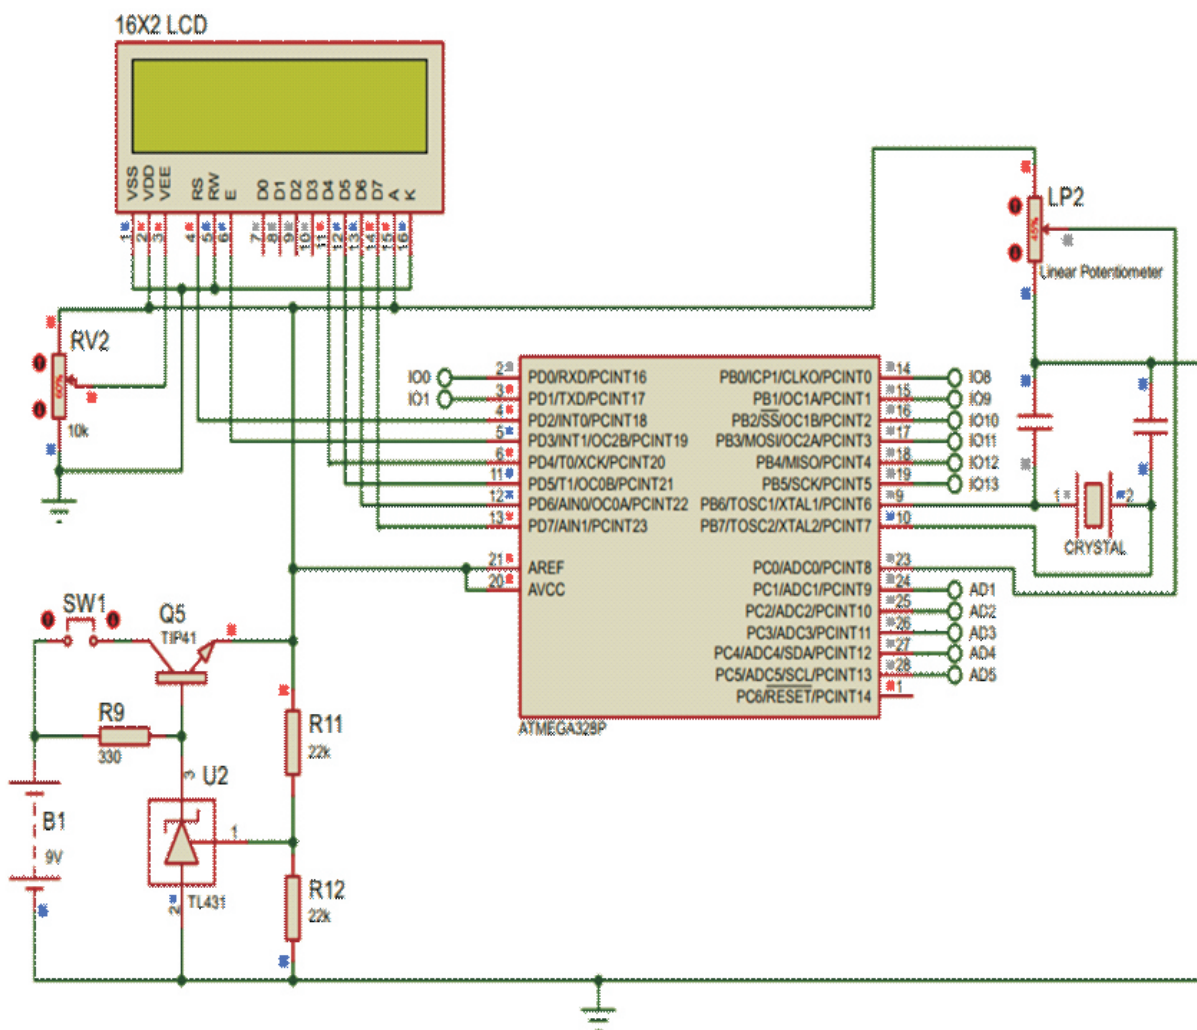 16X2 LCD
VSS
VDD
VEE
RS
RW
E
D0
D1
D2
D3
D4
D5
D6
D7
A
K
1
2
3
4
5
6
7
8
9
10
11
12
13
14
15
16
LP2
45%
Linear Potentiometer
RV2
60%
10k
IO0
IO1
2
3
4
5
6
11
12
13
21
20
PD0/RXD/PCINT16
PD1/TXD/PCINT17
PD2/INT0/PCINT18
PD3/INT1/OC2B/PCINT19
PD4/T0/XCK/PCINT20
PD5/T1/OC0B/PCINT21
PD6/AIN0/OC0A/PCINT22
PD7/AIN1/PCINT23
AREF
AVCC
PB0/ICP1/CLKO/PCINT0
PB1/OC1A/PCINT1
PB2/SS/OC1B/PCINT2
PB3/MOSI/OC2A/PCINT3
PB4/MISO/PCINT4
PB5/SCK/PCINT5
PB6/TOSC1/XTAL1/PCINT6
PB7/TOSC2/XTAL2/PCINT7
PC0/ADC0/PCINT8
PC1/ADC1/PCINT9
PC2/ADC2/PCINT10
PC3/ADC3/PCINT11
PC4/ADC4/SDA/PCINT12
PC5/ADC5/SCL/PCINT13
PC6/RESET/PCINT14
14
15
16
17
18
19
9
10
23
24
25
26
27
28
1
IO8
IO9
IO10
IO11
IO12
IO13
AD1
AD2
AD3
AD4
AD5
ATMEGA328P
1
2
CRYSTAL
SW1
Q5
TIP41
R9
330
R11
22k
3
U2
1
B1
9V
2
TL431
R12
22k